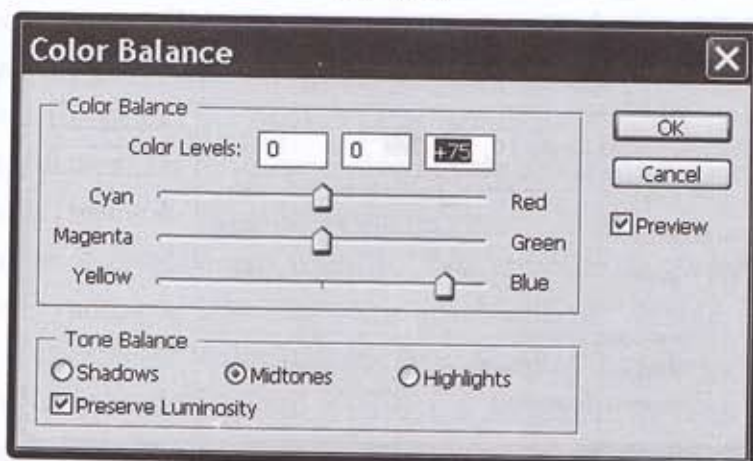 Color Balance
Color Balance
Color Levels: 0 0 +75
Cyan Red
Magenta Green
Yellow Blue
Tone Balance
Shadows Midtones Highlights
Preserve Luminosity
OK
Cancel
Preview